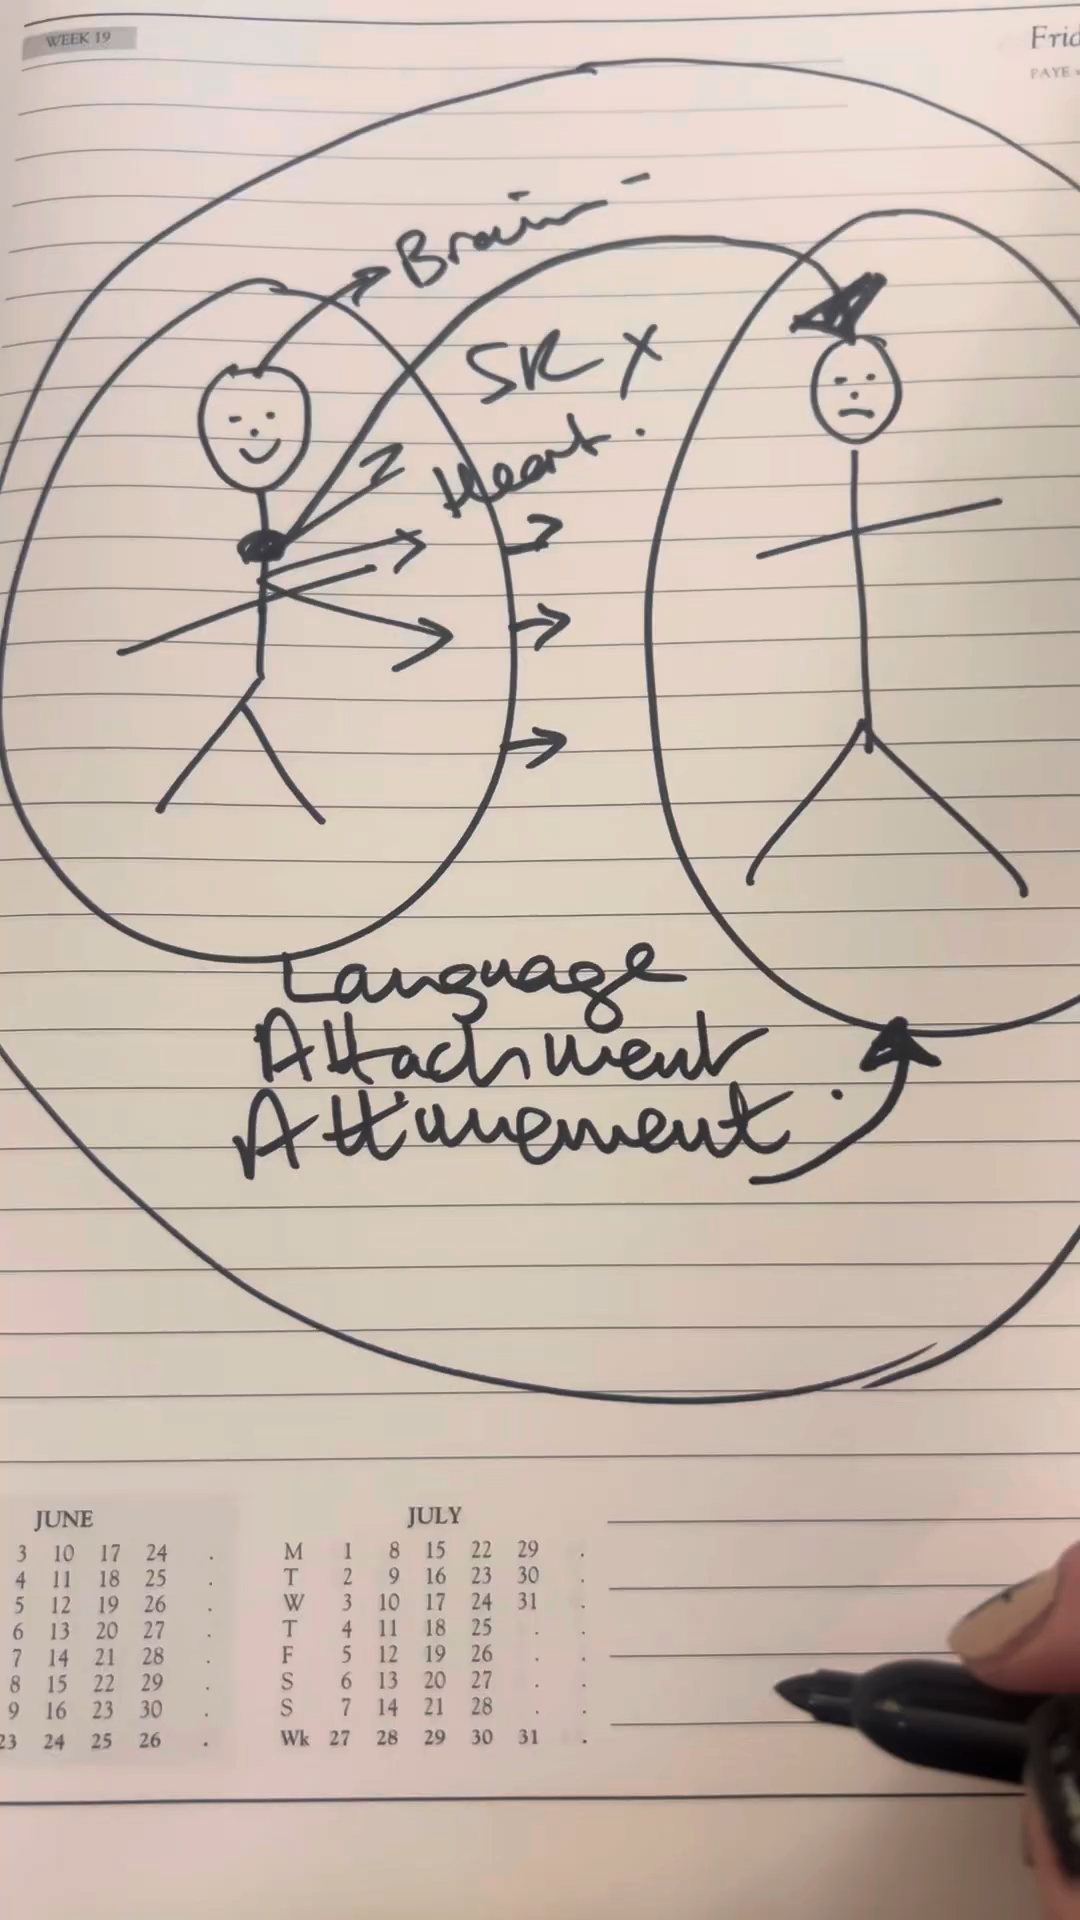 WEEK 19
Frid
PAYE
Brain
SR X
Heart.
Language
Attachment
Attunement.
JUNE
3 10 17 24 .
4 11 18 25 .
5 12 19 26 .
6 13 20 27 .
7 14 21 28 .
8 15 22 29 .
9 16 23 30 .
23 24 25 26 .
JULY
M 1 8 15 22 29 .
T 2 9 16 23 30 .
W 3 10 17 24 31 .
T 4 11 18 25 . .
F 5 12 19 26 . .
S 6 13 20 27 . .
S 7 14 21 28 . .
Wk 27 28 29 30 31 .